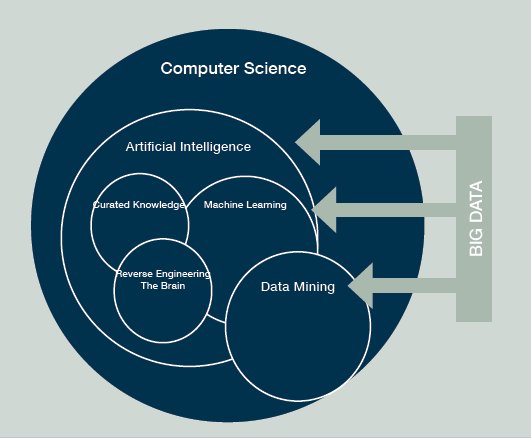 Computer Science
Artificial Intelligence
Curated Knowledge
Machine Learning
Reverse Engineering
The Brain
Data Mining
BIG DATA